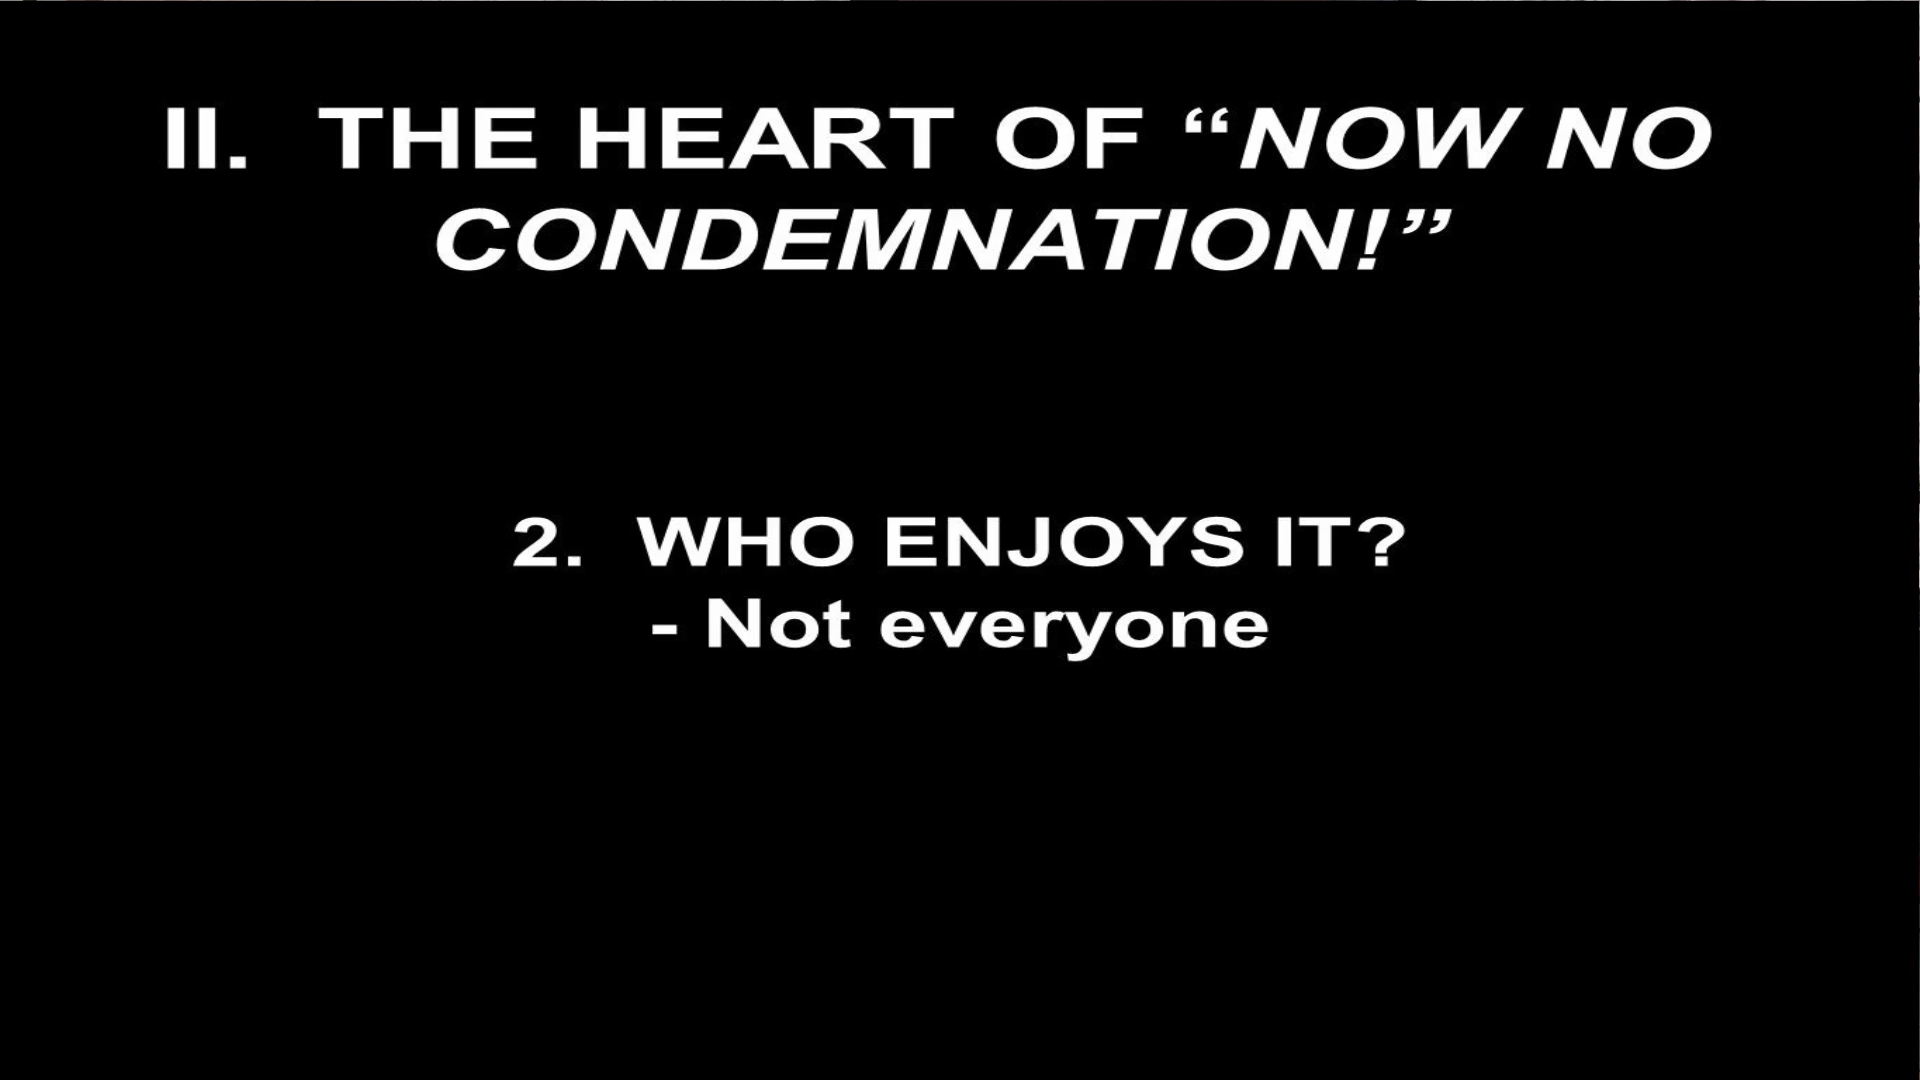 II.  THE HEART OF “NOW NO
CONDEMNATION!”
2.  WHO ENJOYS IT?
- Not everyone